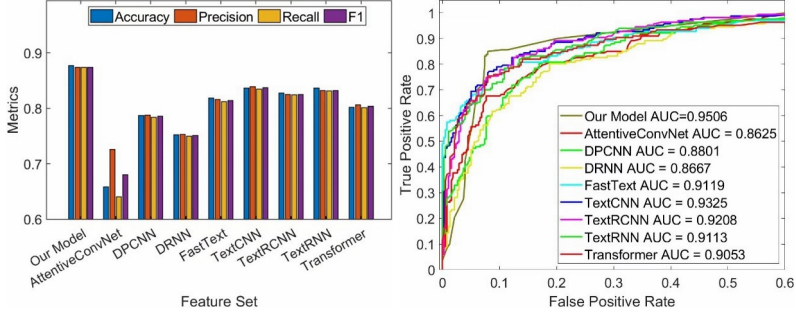 Accuracy Precision Recall F1
Metrics
0.9
0.8
0.7
0.6
Our Model
AttentiveConvNet
DPCNN
DRNN
FastText
TextCNN
TextRCNN
TextRNN
Transformer
Feature Set
True Positive Rate
1
0.9
0.8
0.7
0.6
0.5
0.4
0.3
0.2
0.1
0
Our Model AUC=0.9506
AttentiveConvNet AUC = 0.8625
DPCNN AUC = 0.8801
DRNN AUC = 0.8667
FastText AUC = 0.9119
TextCNN AUC = 0.9325
TextRCNN AUC = 0.9208
TextRNN AUC = 0.9113
Transformer AUC = 0.9053
0 0.1 0.2 0.3 0.4 0.5 0.6
False Positive Rate